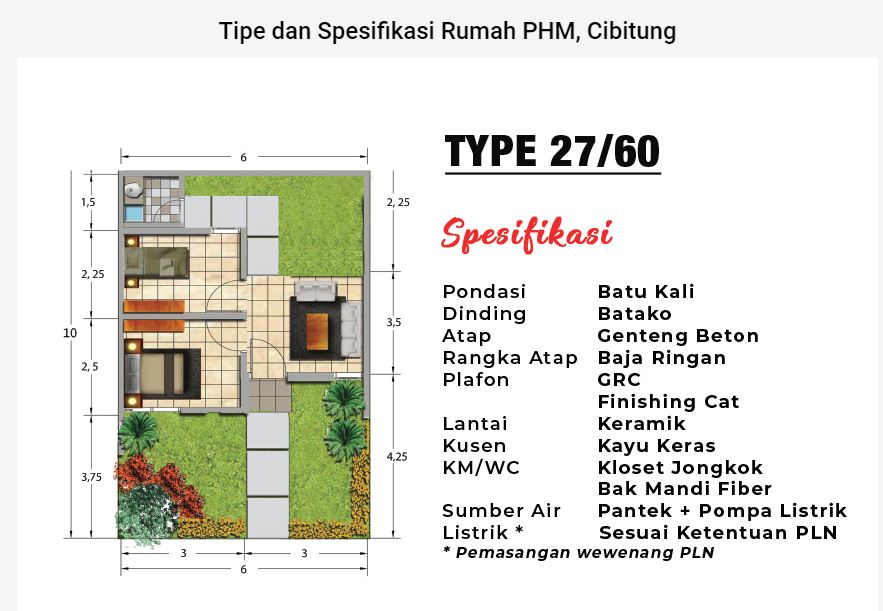 Tipe dan Spesifikasi Rumah PHM, Cibitung
TYPE 27/60
Spesifikasi
Pondasi Batu Kali
Dinding Batako
Atap Genteng Beton
Rangka Atap Baja Ringan
Plafon GRC
Finishing Cat
Lantai Keramik
Kusen Kayu Keras
KM/WC Kloset Jongkok
Bak Mandi Fiber
Sumber Air Pantek + Pompa Listrik
Listrik * Sesuai Ketentuan PLN
* Pemasangan wewenang PLN
6
1,5
2, 25
2, 25
10
3,5
2, 5
4,25
3,75
3
3
6